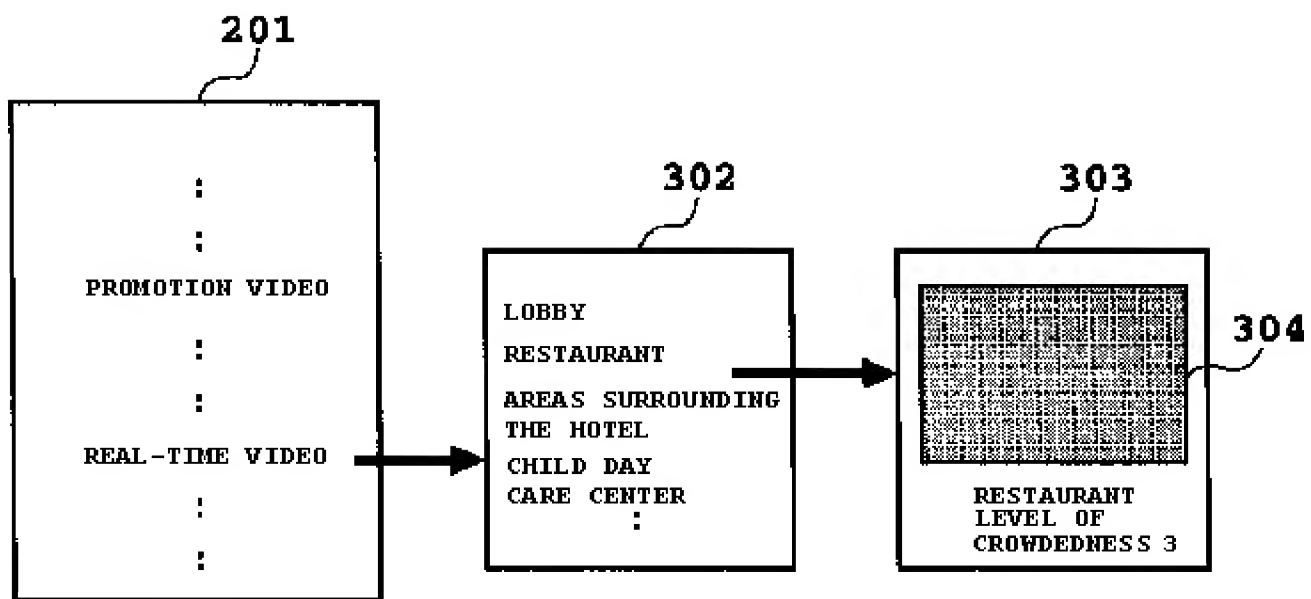 201
:
:
PROMOTION VIDEO
:
:
REAL-TIME VIDEO
:
:
302
LOBBY
RESTAURANT
AREAS SURROUNDING
THE HOTEL
CHILD DAY
CARE CENTER
:
303
304
RESTAURANT
LEVEL OF
CROWDEDNESS 3